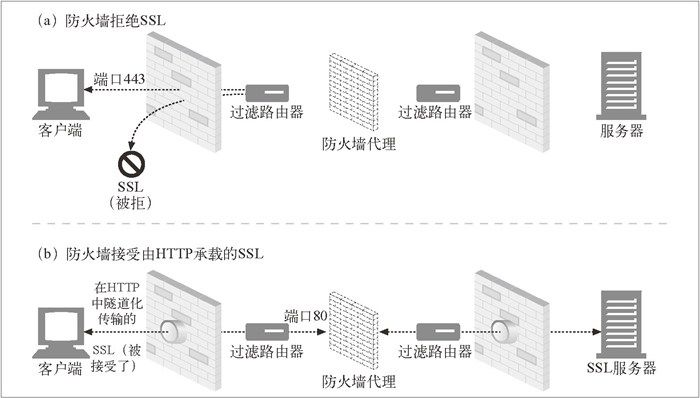 (a) 防火墙拒绝SSL
端口443
客户端
过滤路由器
防火墙代理
过滤路由器
服务器
SSL
(被拒)
(b) 防火墙接受由HTTP承载的SSL
在HTTP
中隧道化
传输的
SSL(被
接受了)
客户端
过滤路由器
端口80
防火墙代理
过滤路由器
SSL服务器